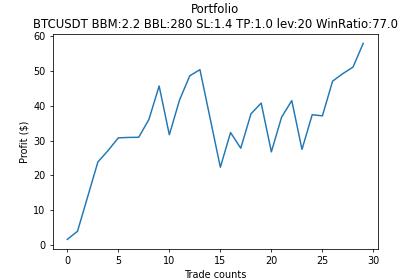 Portfolio
BTCUSDT BBM:2.2 BBL:280 SL:1.4 TP:1.0 lev:20 WinRatio:77.0
60
50
40
30
20
10
0
Profit ($)
0 5 10 15 20 25 30
Trade counts